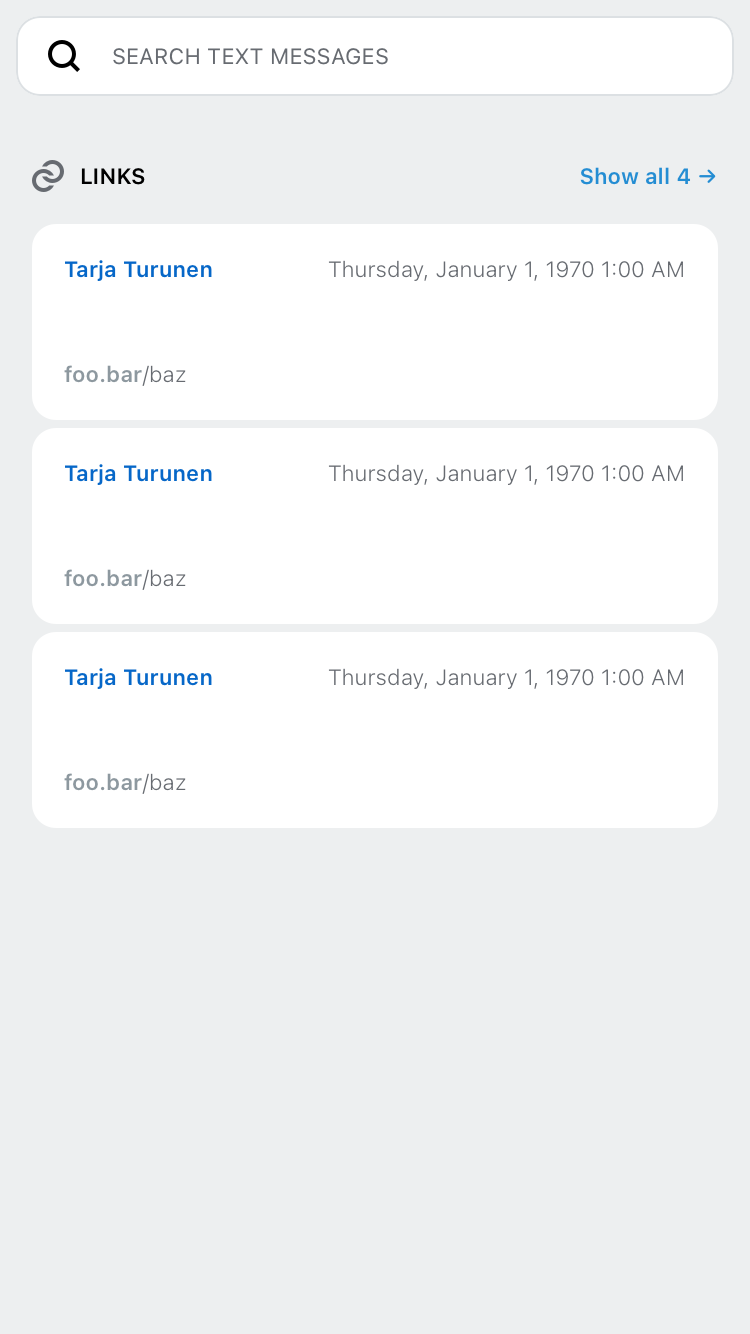 SEARCH TEXT MESSAGES
LINKS Show all 4 →
Tarja Turunen Thursday, January 1, 1970 1:00 AM
foo.bar/baz
Tarja Turunen Thursday, January 1, 1970 1:00 AM
foo.bar/baz
Tarja Turunen Thursday, January 1, 1970 1:00 AM
foo.bar/baz